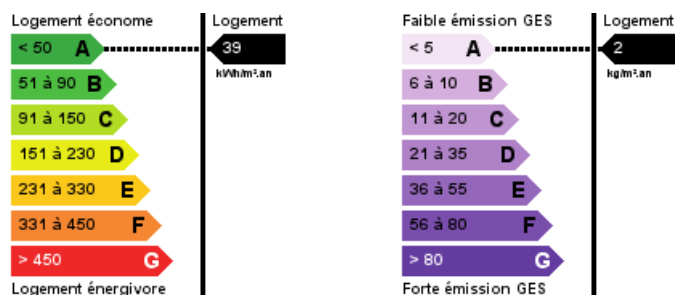 Logement économe
Logement
< 50 A
39
kWh/m².an
51 à 90 B
91 à 150 C
151 à 230 D
231 à 330 E
331 à 450 F
> 450 G
Logement énergivore
Faible émission GES
Logement
< 5 A
2
kg/m².an
6 à 10 B
11 à 20 C
21 à 35 D
36 à 55 E
56 à 80 F
> 80 G
Forte émission GES